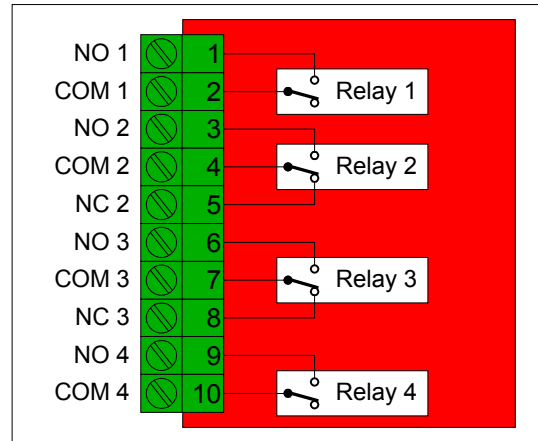 NO 1 1
COM 1 2 Relay 1
NO 2 3
COM 2 4 Relay 2
NC 2 5
NO 3 6
COM 3 7 Relay 3
NC 3 8
NO 4 9
COM 4 10 Relay 4